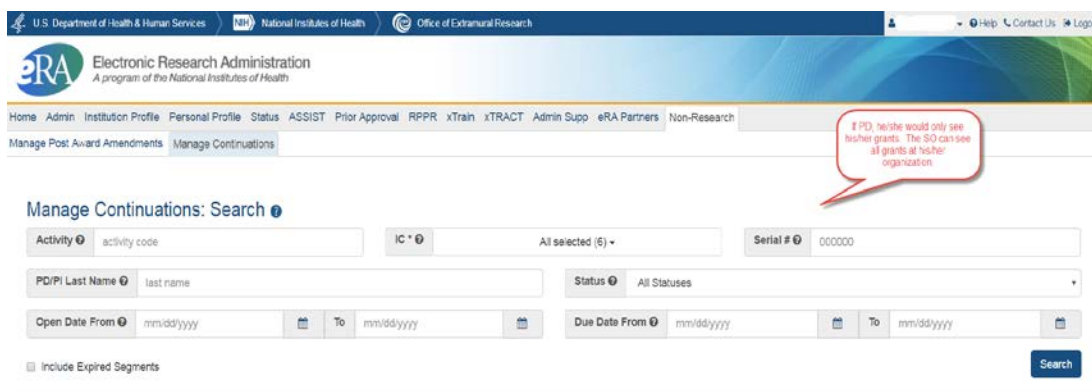 U.S. Department of Health & Human Services NIH National Institutes of Health Office of Extramural Research Help Contact Us Logo
eRA Electronic Research Administration
A program of the National Institutes of Health
Home Admin Institution Profile Personal Profile Status ASSIST Prior Approval RPPR xTrain xTRACT Admin Supp eRA Partners Non-Research
Manage Post Award Amendments Manage Continuations
If PD, he/she would only see
his/her grants. The SO can see
all grants at his/her
organization
Manage Continuations: Search
Activity activity code IC * All selected (6) Serial # 000000
PD/PI Last Name last name Status All Statuses
Open Date From mm/dd/yyyy To mm/dd/yyyy Due Date From mm/dd/yyyy To mm/dd/yyyy
Include Expired Segments Search